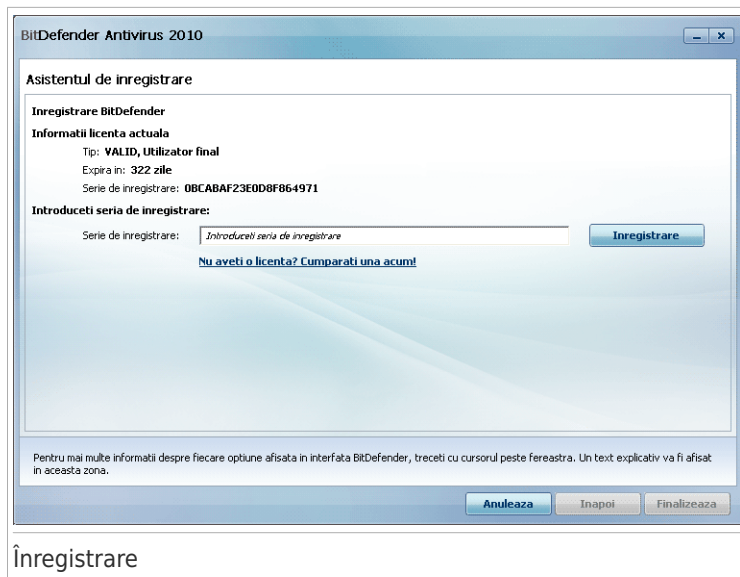 BitDefender Antivirus 2010
Asistentul de inregistrare
Inregistrare BitDefender
Informatii licenta actuala
Tip: VALID, Utilizator final
Expira in: 322 zile
Serie de inregistrare: 0BCABAF23E0D8F864971
Introduceti seria de inregistrare:
Serie de inregistrare: Introduceti seria de inregistrare Inregistrare
Nu aveti o licenta? Cumparati una acum!
Pentru mai multe informatii despre fiecare optiune afisata in interfata BitDefender, treceti cu cursorul peste fereastra. Un text explicativ va fi afisat
in aceasta zona.
Anuleaza Inapoi Finalizeaza
Înregistrare